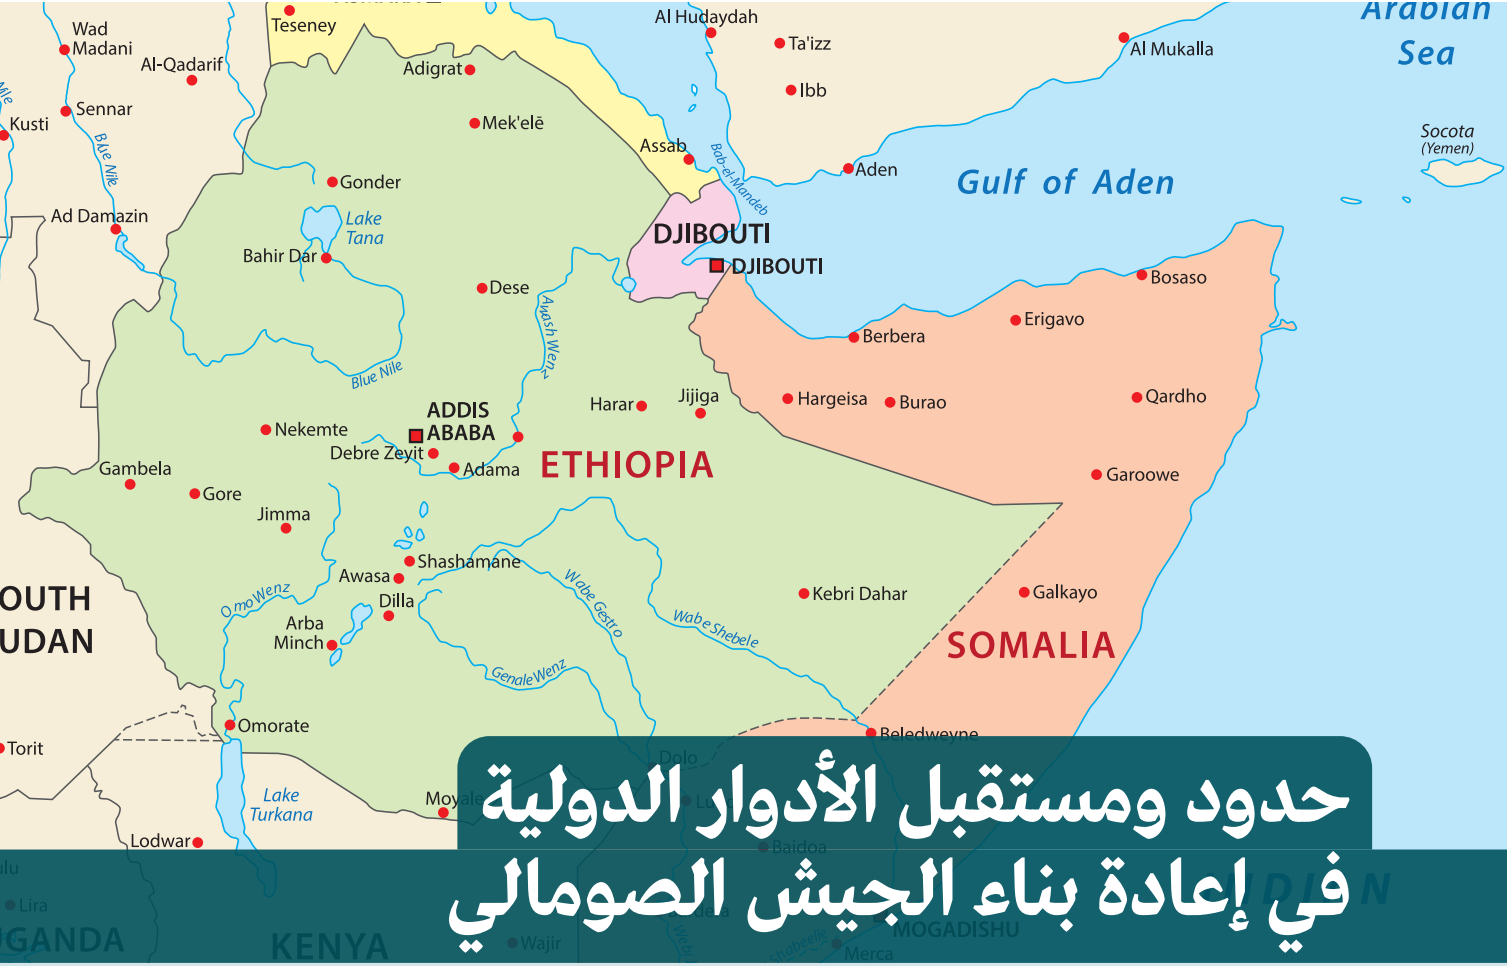 ASMARA
Arabian
Sea
Teseney
Al Hudaydah
Wad
Madani
Ta'izz
Al Mukalla
Al-Qadarif
Adigrat
Ibb
Nile
Sennar
Kusti
Mek'elē
Socota
(Yemen)
Blue Nile
Assab
Bab-el-Mandeb
Aden
Gulf of Aden
Gonder
Ad Damazin
Lake
Tana
DJIBOUTI
Bahir Dar
DJIBOUTI
Bosaso
Dese
Awash Wenz
Erigavo
Berbera
Blue Nile
Harar
Jijiga
Hargeisa
Burao
Qardho
ADDIS
ABABA
Nekemte
Debre Zeyit
Adama
ETHIOPIA
Gambela
Gore
Garoowe
Jimma
Shashamane
Awasa
Omo Wenz
Dilla
Wabe Gestro
Kebri Dahar
Galkayo
OUTH
UDAN
Arba
Minch
Wabe Shebele
SOMALIA
Genale Wenz
Omorate
Beledweyne
Torit
Dolo
Lake
Turkana
Moyale
حدود ومستقبل الأدوار الدولية
Lodwar
Baidoa
في إعادة بناء الجيش الصومالي
ulu
Lira
GANDA
KENYA
Wajir
MOGADISHU
Shabeelle
Merca